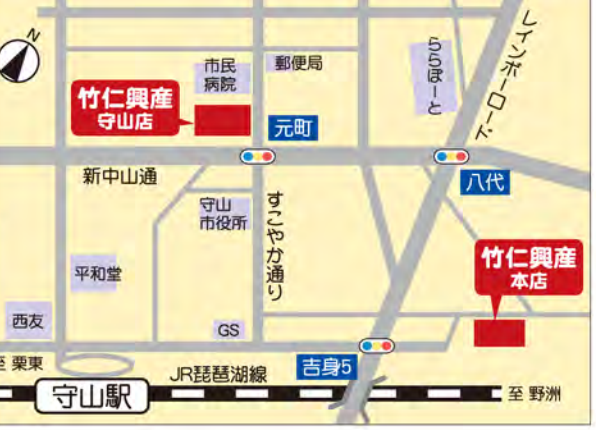 N
レインボーロード
市民
病院
郵便局
ららぽーと
竹仁興産
守山店
元町
新中山通
八代
守山
市役所
すこやか通り
竹仁興産
本店
平和堂
西友
GS
至 栗東
JR琵琶湖線
吉身5
守山駅
至 野洲